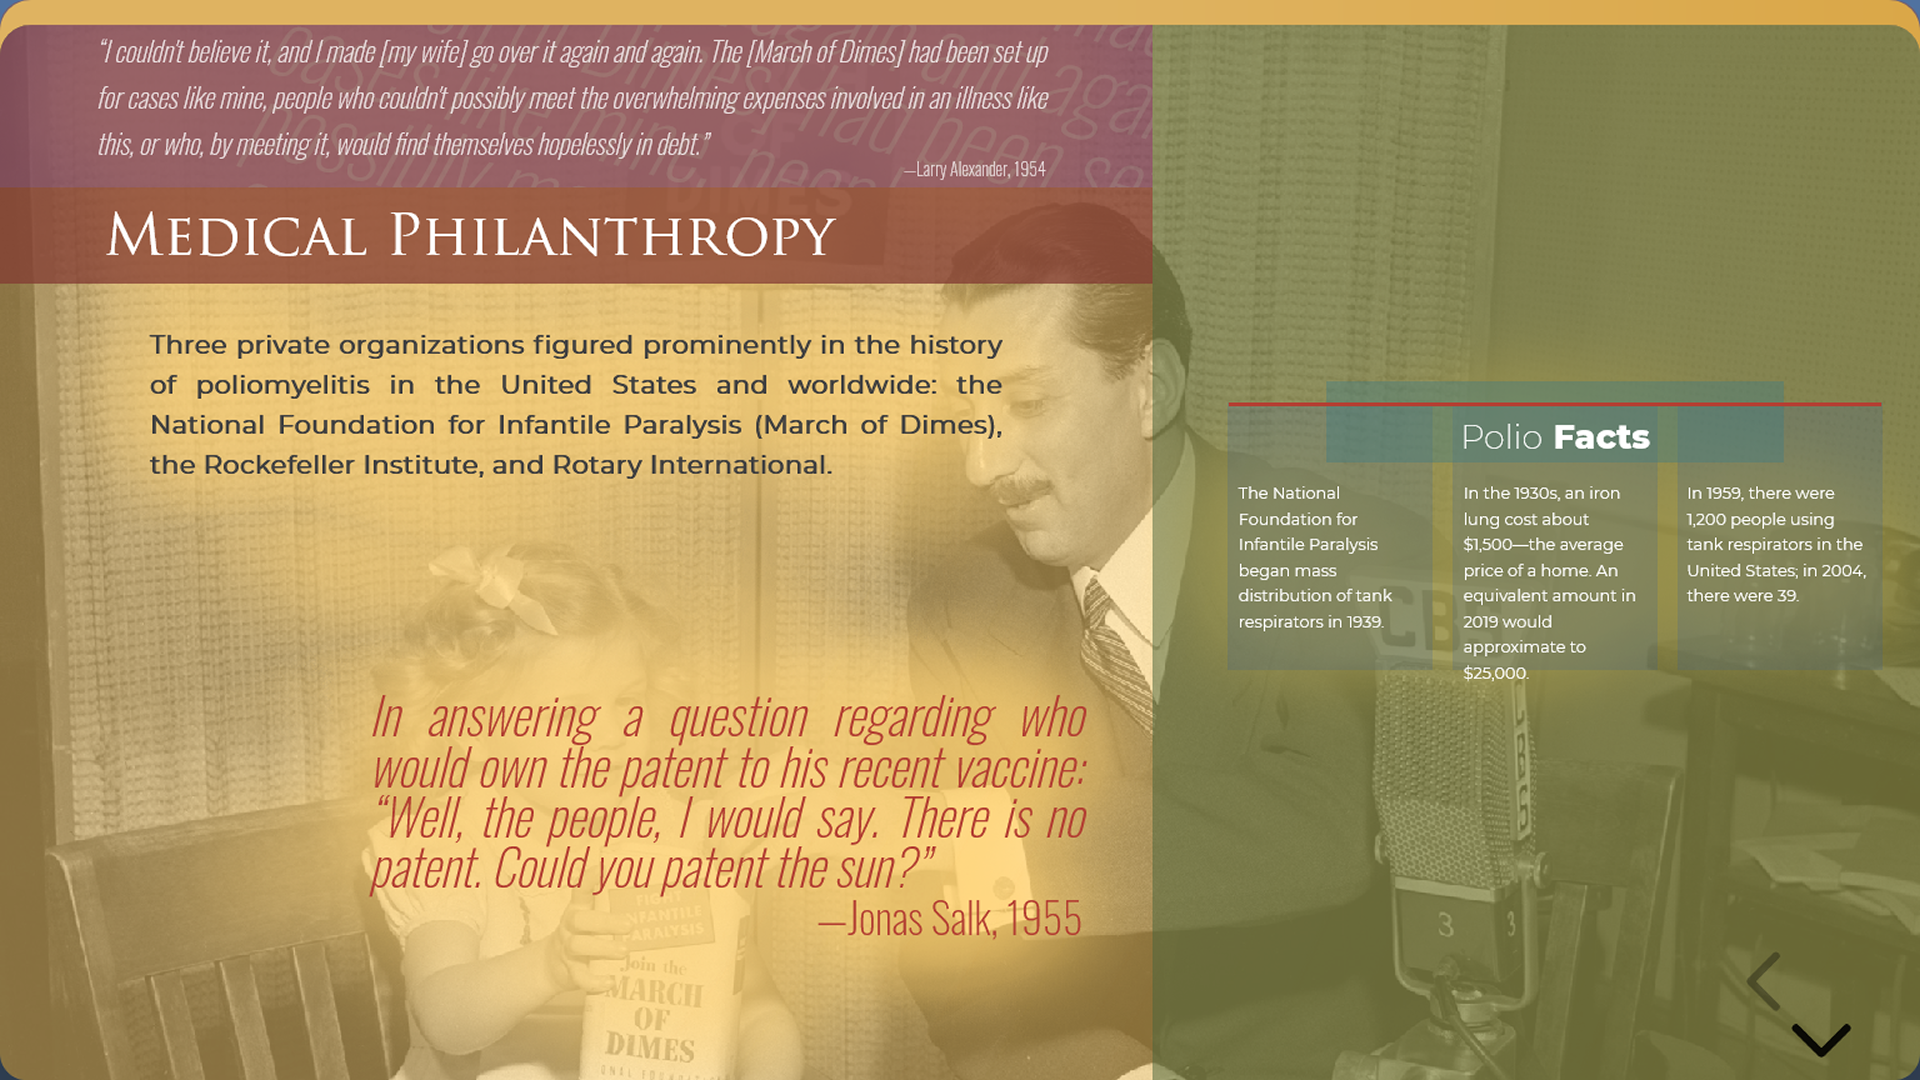 “I couldn't believe it, and I made [my wife] go over it again and again. The [March of Dimes] had been set up
for cases like mine, people who couldn't possibly meet the overwhelming expenses involved in an illness like
this, or who, by meeting it, would find themselves hopelessly in debt.”
—Larry Alexander, 1954
MEDICAL PHILANTHROPY
Three private organizations figured prominently in the history
of poliomyelitis in the United States and worldwide: the
National Foundation for Infantile Paralysis (March of Dimes),
the Rockefeller Institute, and Rotary International.
In answering a question regarding who
would own the patent to his recent vaccine:
“Well, the people, I would say. There is no
patent. Could you patent the sun?”
—Jonas Salk, 1955
FIGHT
INFANTILE
PARALYSIS
Join the
MARCH
OF
DIMES
Polio Facts
The National
Foundation for
Infantile Paralysis
began mass
distribution of tank
respirators in 1939.
In the 1930s, an iron
lung cost about
$1,500—the average
price of a home. An
equivalent amount in
2019 would
approximate to
$25,000.
In 1959, there were
1,200 people using
tank respirators in the
United States; in 2004,
there were 39.
CBS
3
3